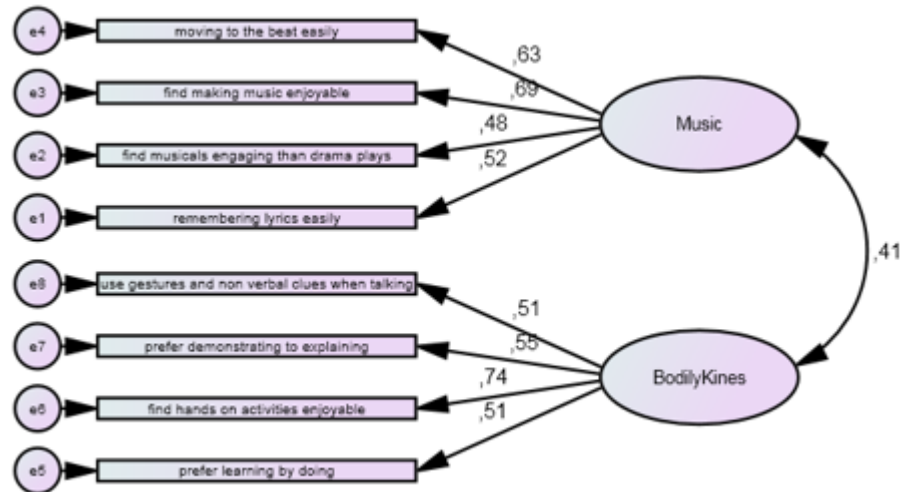 e4 moving to the beat easily
,63
e3 find making music enjoyable
,69
Music
,48
e2 find musicals engaging than drama plays
,52
e1 remembering lyrics easily
,41
e8 use gestures and non verbal clues when talking
,51
e7 prefer demonstrating to explaining
,55
BodilyKines
,74
e6 find hands on activities enjoyable
,51
e5 prefer learning by doing